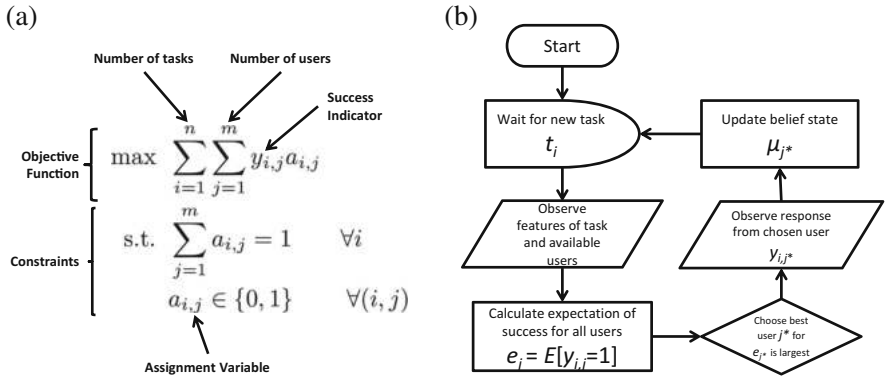 (a)
Number of tasks
Number of users
Success
Indicator
Objective
Function
max \sum_{i=1}^{n} \sum_{j=1}^{m} y_{i,j} a_{i,j}
Constraints
s.t. \sum_{j=1}^{m} a_{i,j} = 1 ∀i
a_{i,j} ∈ {0, 1} ∀(i, j)
Assignment Variable
(b)
Start
Wait for new task
t_i
Observe
features of task
and available
users
Calculate expectation of
success for all users
e_j = E[y_{i,j}=1]
Choose best
user j* for
e_{j*} is largest
Observe response
from chosen user
y_{i,j*}
Update belief state
μ_{j*}